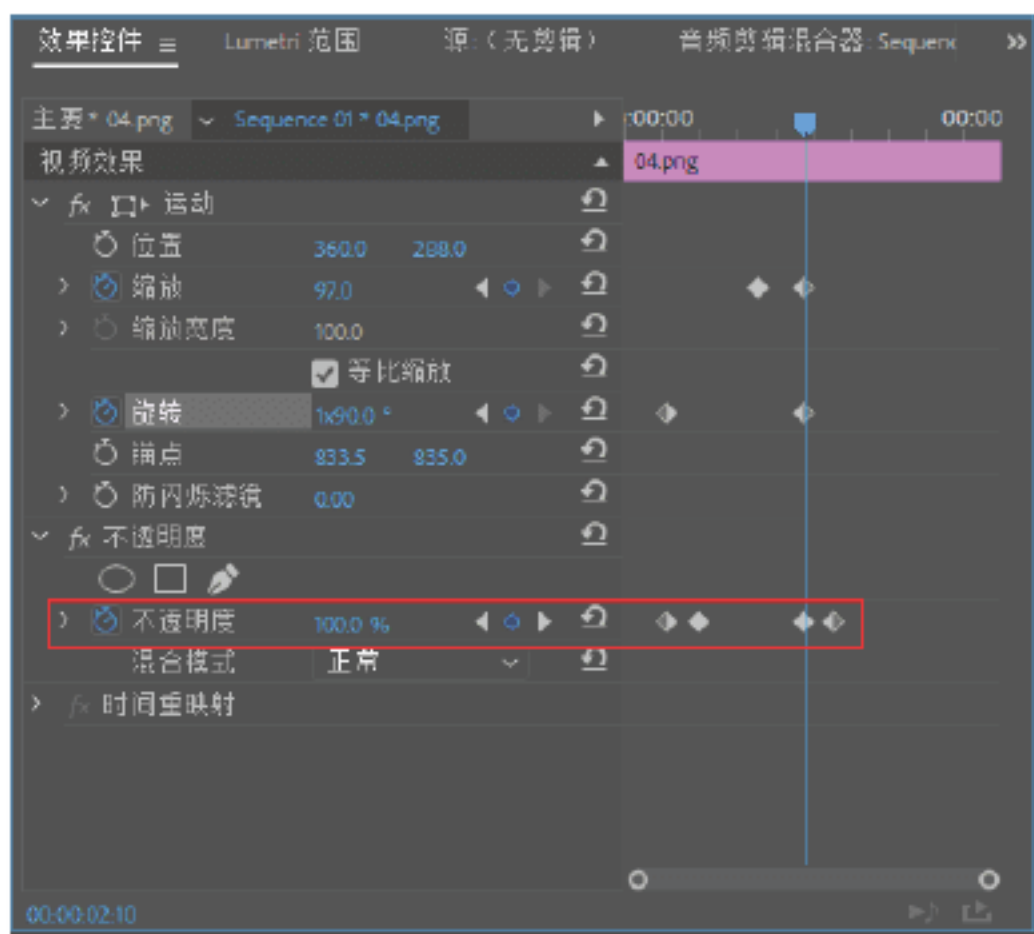 效果控件 ≡ Lumetri 范围 源:（无剪辑） 音频剪辑混合器: Sequenc »
主要 * 04.png Sequence 01 * 04.png :00:00 00:00
视频效果 04.png
fx 运动
位置 360.0 288.0
缩放 97.0
缩放宽度 100.0
等比缩放
旋转 1x90.0 °
锚点 833.5 835.0
防闪烁滤镜 0.00
fx 不透明度
不透明度 100.0 %
混合模式 正常
fx 时间重映射
00:00:02:10